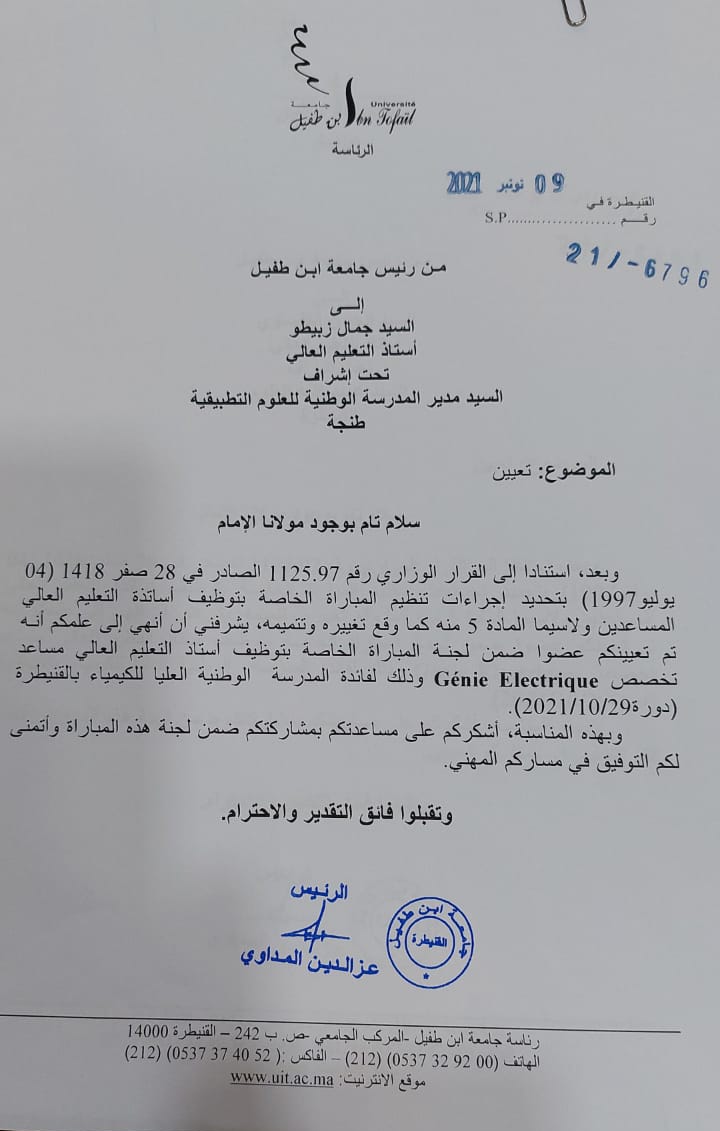 جامعة Université
ابن طفيل Ibn Tofaïl
الرئاسة
القنيطرة في 09 نونبر 2021
رقم ................S.P
21/-6796
من رئيس جامعة ابن طفيل
إلى
السيد جمال زبيطو
أستاذ التعليم العالي
تحت إشراف
السيد مدير المدرسة الوطنية للعلوم التطبيقية
طنجة
الموضوع: تعيين
سلام تام بوجود مولانا الإمام
وبعد، استنادا إلى القرار الوزاري رقم 1125.97 الصادر في 28 صفر 1418 (04
يوليو1997) بتحديد إجراءات تنظيم المباراة الخاصة بتوظيف أساتذة التعليم العالي
المساعدين ولاسيما المادة 5 منه كما وقع تغييره وتتميمه، يشرفني أن أنهي إلى علمكم أنه
تم تعيينكم عضوا ضمن لجنة المباراة الخاصة بتوظيف أستاذ التعليم العالي مساعد
تخصص Génie Electrique وذلك لفائدة المدرسة الوطنية العليا للكيمياء بالقنيطرة
(دورة2021/10/29).
وبهذه المناسبة، أشكركم على مساعدتكم بمشاركتكم ضمن لجنة هذه المباراة وأتمنى
لكم التوفيق في مساركم المهني.
وتقبلوا فائق التقدير والاحترام.
الرئيس
عزالدين المداوي
جامعة ابن طفيل
القنيطرة
رئاسة جامعة ابن طفيل -المركب الجامعي -ص. ب 242 – القنيطرة 14000
الهاتف (00 92 32 0537) (212) – الفاكس :( 52 40 37 0537) (212)
موقع الانترنيت: www.uit.ac.ma